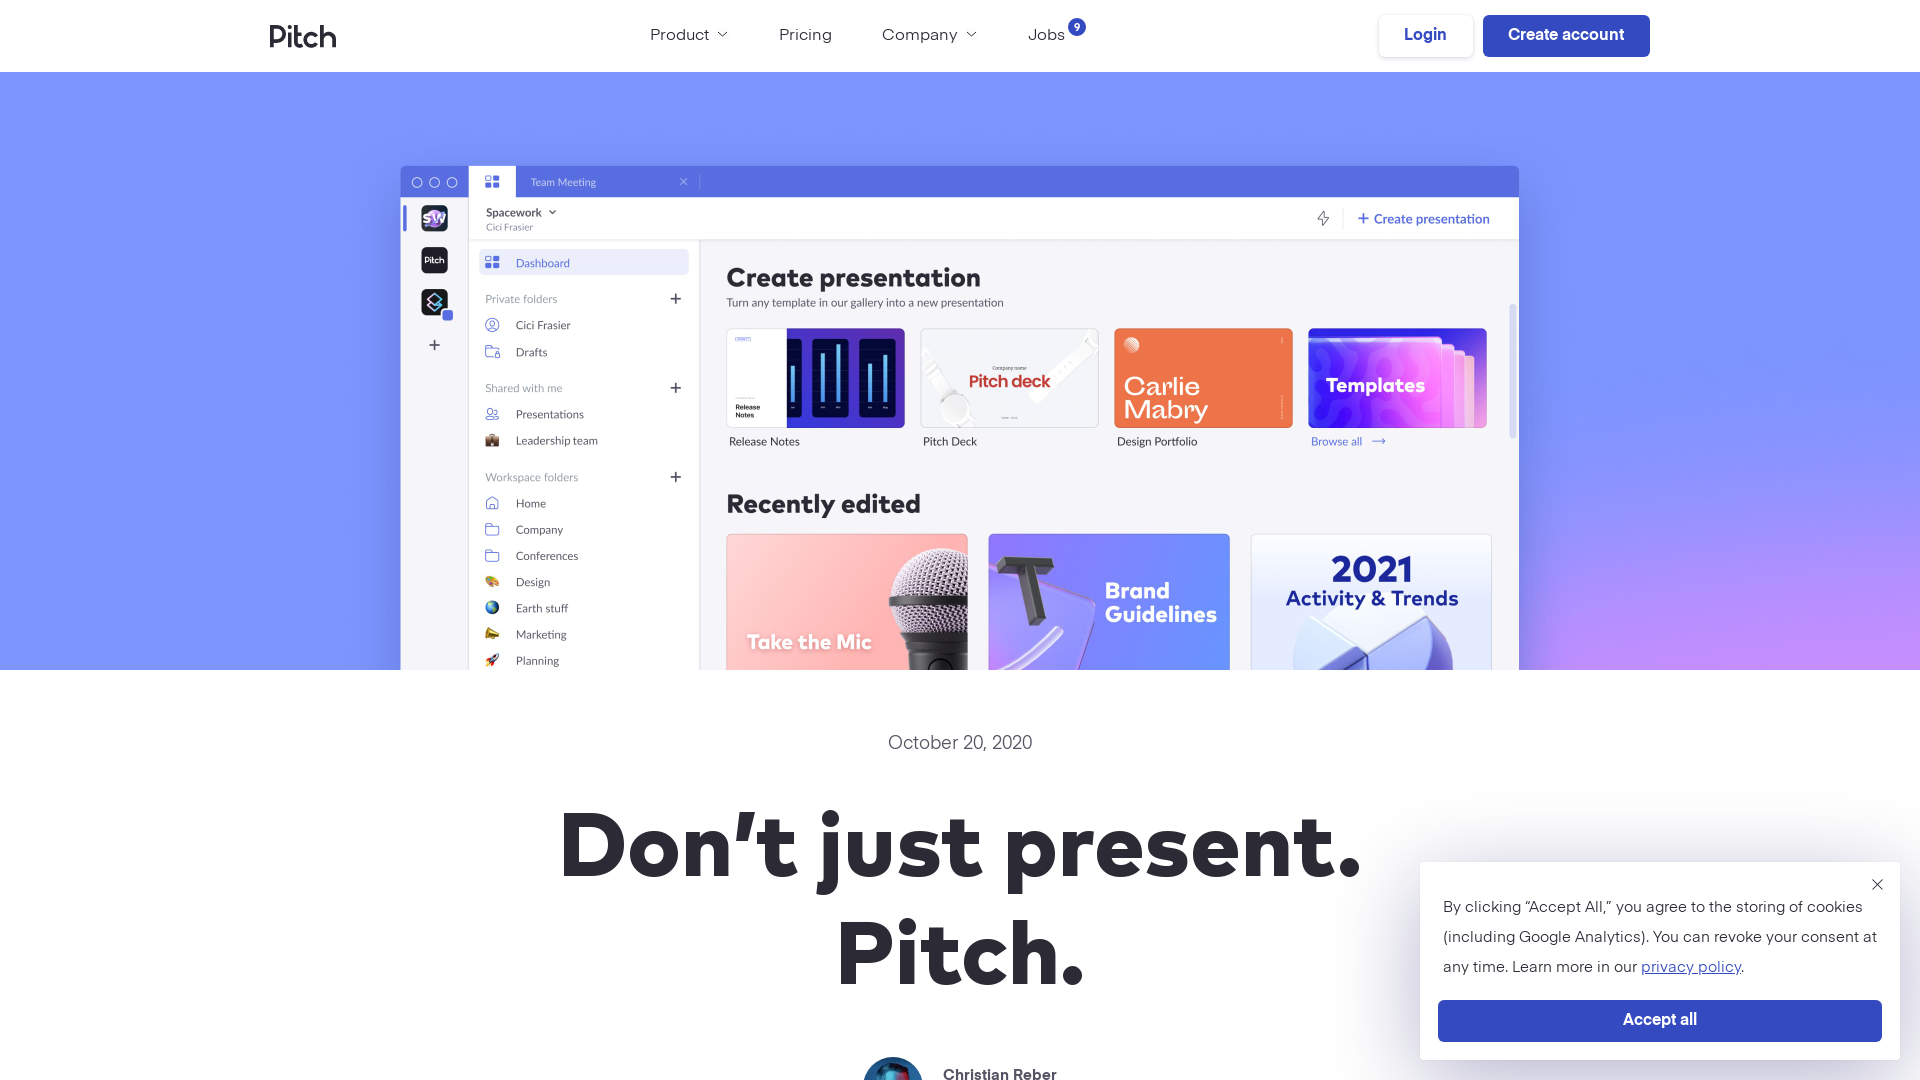 Pitch
Product
Pricing
Company
Jobs
9
Login
Create account
Team Meeting
SW
Spacework
Cici Frasier
+ Create presentation
Pitch
Dashboard
Private folders
Cici Frasier
Drafts
Shared with me
Presentations
Leadership team
Workspace folders
Home
Company
Conferences
Design
Earth stuff
Marketing
Planning
Create presentation
Turn any template in our gallery into a new presentation
Release
Notes
Company name
Pitch deck
Carlie
Mabry
Templates
Release Notes
Pitch Deck
Design Portfolio
Browse all
Recently edited
Take the Mic
Brand
Guidelines
2021
Activity & Trends
October 20, 2020
Don’t just present.
Pitch.
Christian Reber
By clicking “Accept All,” you agree to the storing of cookies
(including Google Analytics). You can revoke your consent at
any time. Learn more in our privacy policy.
Accept all